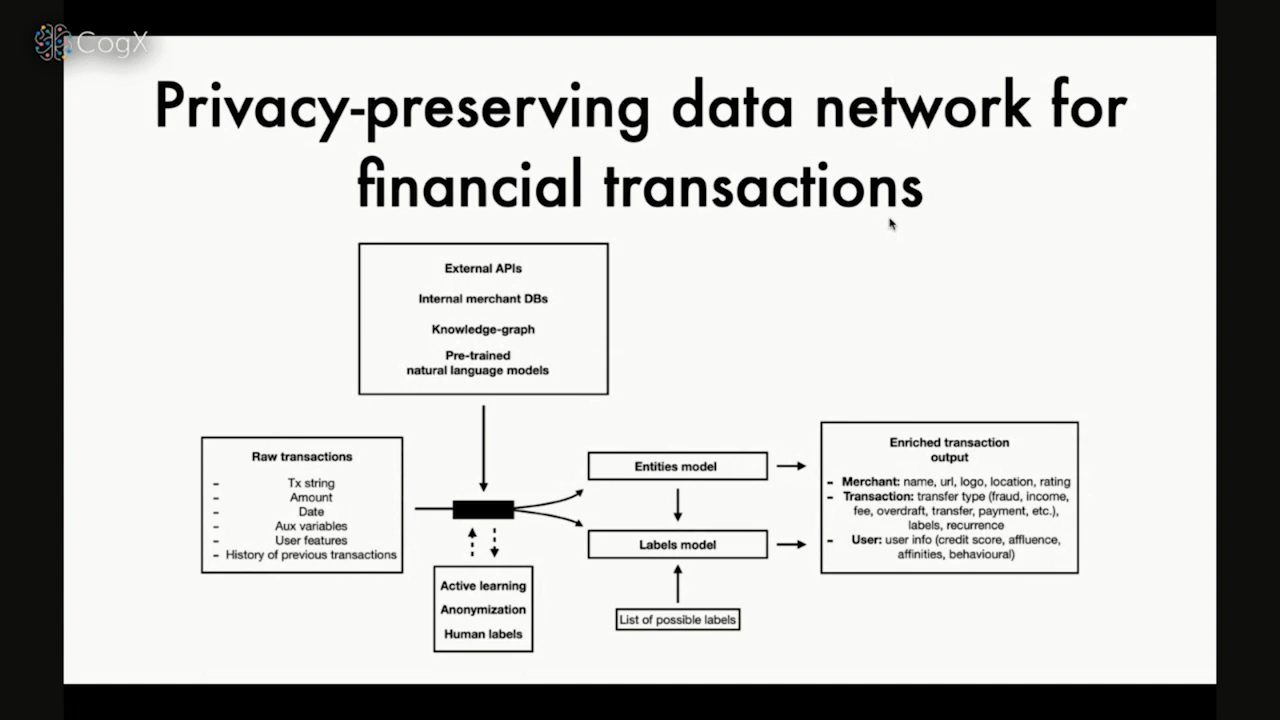 CogX
Privacy-preserving data network for
financial transactions
External APIs
Internal merchant DBs
Knowledge-graph
Pre-trained
natural language models
Raw transactions
- Tx string
- Amount
- Date
- Aux variables
- User features
- History of previous transactions
Active learning
Anonymization
Human labels
Entities model
Labels model
List of possible labels
Enriched transaction
output
- Merchant: name, url, logo, location, rating
- Transaction: transfer type (fraud, income,
fee, overdraft, transfer, payment, etc.),
labels, recurrence
- User: user info (credit score, affluence,
affinities, behavioural)